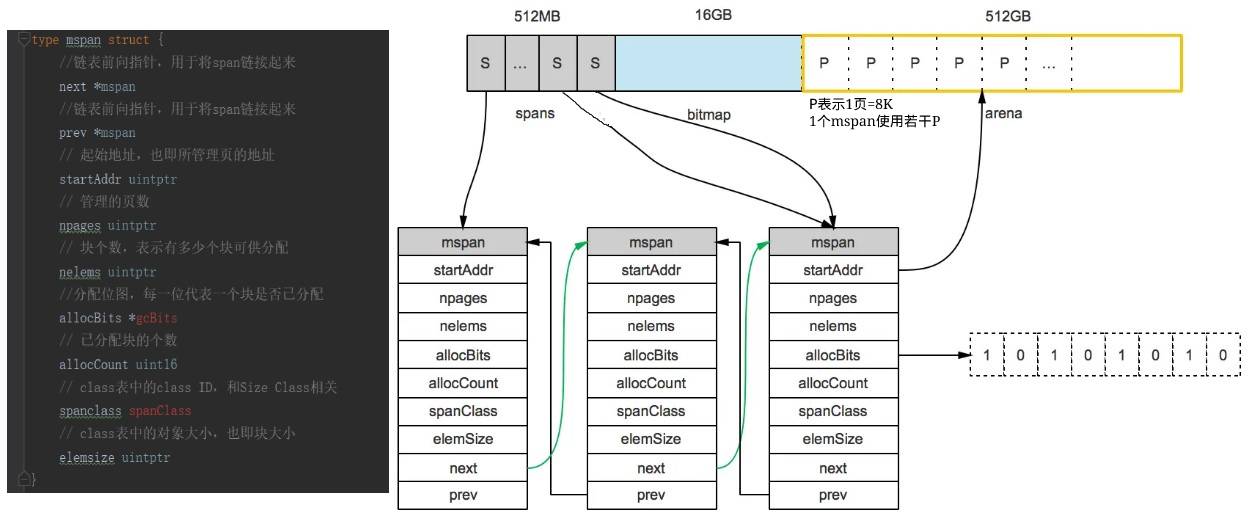 type mspan struct {
//链表前向指针，用于将span链接起来
next *mspan
//链表前向指针，用于将span链接起来
prev *mspan
// 起始地址，也即所管理页的地址
startAddr uintptr
// 管理的页数
npages uintptr
// 块个数，表示有多少个块可供分配
nelems uintptr
//分配位图，每一位代表一个块是否已分配
allocBits *gcBits
// 已分配块的个数
allocCount uint16
// class表中的class ID，和Size Class相关
spanclass spanClass
// class表中的对象大小，也即块大小
elemsize uintptr
}
512MB 16GB 512GB
S ... S S P P P P P ...
spans bitmap arena
P表示1页=8K
1个mspan使用若干P
mspan
startAddr
npages
nelems
allocBits
allocCount
spanClass
elemSize
next
prev
mspan
startAddr
npages
nelems
allocBits
allocCount
spanClass
elemSize
next
prev
mspan
startAddr
npages
nelems
allocBits
allocCount
spanClass
elemSize
next
prev
1 0 1 0 1 0 1 0